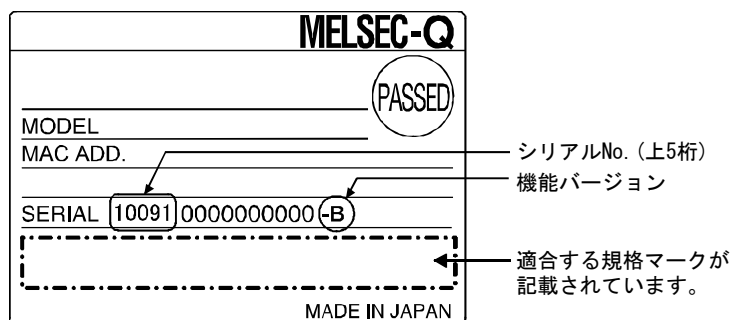 MELSEC-Q
PASSED
MODEL
MAC ADD.
シリアルNo.(上5桁)
機能バージョン
SERIAL 10091 0000000000 -B
適合する規格マークが
記載されています。
MADE IN JAPAN